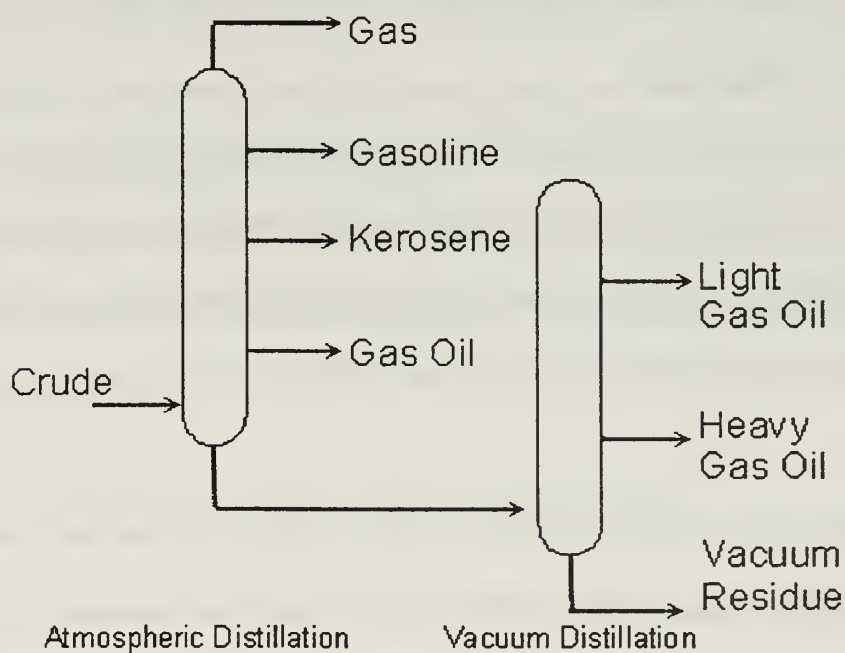 Gas
Gasoline
Kerosene
Gas Oil
Crude
Light
Gas Oil
Heavy
Gas Oil
Vacuum
Residue
Atmospheric Distillation
Vacuum Distillation